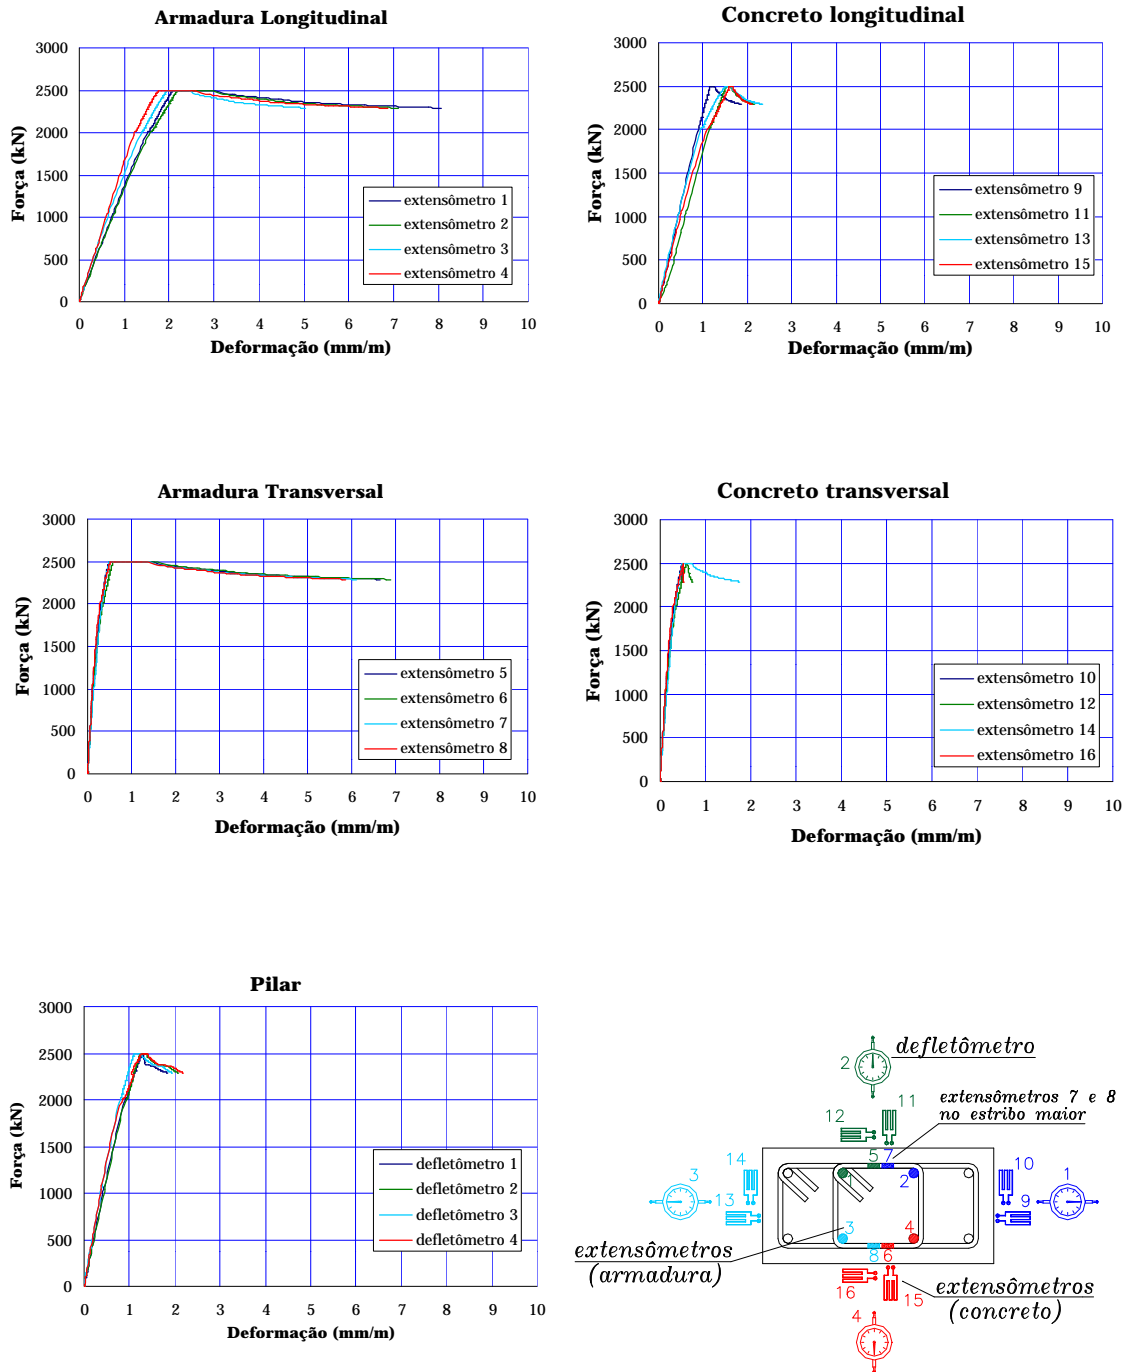 Armadura Longitudinal
3000
2500
2000
1500
1000
500
0
Força (kN)
extensômetro 1
extensômetro 2
extensômetro 3
extensômetro 4
0 1 2 3 4 5 6 7 8 9 10
Deformação (mm/m)
Concreto longitudinal
3000
2500
2000
1500
1000
500
0
Força (kN)
extensômetro 9
extensômetro 11
extensômetro 13
extensômetro 15
0 1 2 3 4 5 6 7 8 9 10
Deformação (mm/m)
Armadura Transversal
3000
2500
2000
1500
1000
500
0
Força (kN)
extensômetro 5
extensômetro 6
extensômetro 7
extensômetro 8
0 1 2 3 4 5 6 7 8 9 10
Deformação (mm/m)
Concreto transversal
3000
2500
2000
1500
1000
500
0
Força (kN)
extensômetro 10
extensômetro 12
extensômetro 14
extensômetro 16
0 1 2 3 4 5 6 7 8 9 10
Deformação (mm/m)
Pilar
3000
2500
2000
1500
1000
500
0
Força (kN)
defletômetro 1
defletômetro 2
defletômetro 3
defletômetro 4
0 1 2 3 4 5 6 7 8 9 10
Deformação (mm/m)
defletômetro
2
extensômetros 7 e 8
no estribo maior
11
12
5 7
14
10
3
1
1
2
13
9
3
4
8 6
extensômetros
(armadura)
16
15
extensômetros
(concreto)
4